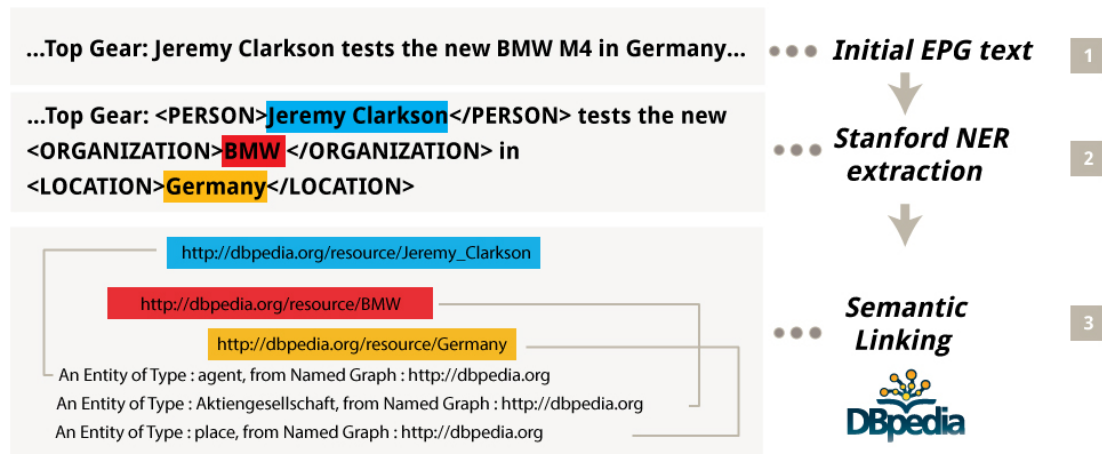 ...Top Gear: Jeremy Clarkson tests the new BMW M4 in Germany...
Initial EPG text
1
...Top Gear: <PERSON>Jeremy Clarkson</PERSON> tests the new
<ORGANIZATION>BMW </ORGANIZATION> in
<LOCATION>Germany</LOCATION>
Stanford NER
extraction
2
http://dbpedia.org/resource/Jeremy_Clarkson
http://dbpedia.org/resource/BMW
http://dbpedia.org/resource/Germany
An Entity of Type : agent, from Named Graph : http://dbpedia.org
An Entity of Type : Aktiengesellschaft, from Named Graph : http://dbpedia.org
An Entity of Type : place, from Named Graph : http://dbpedia.org
Semantic
Linking
3
DBpedia